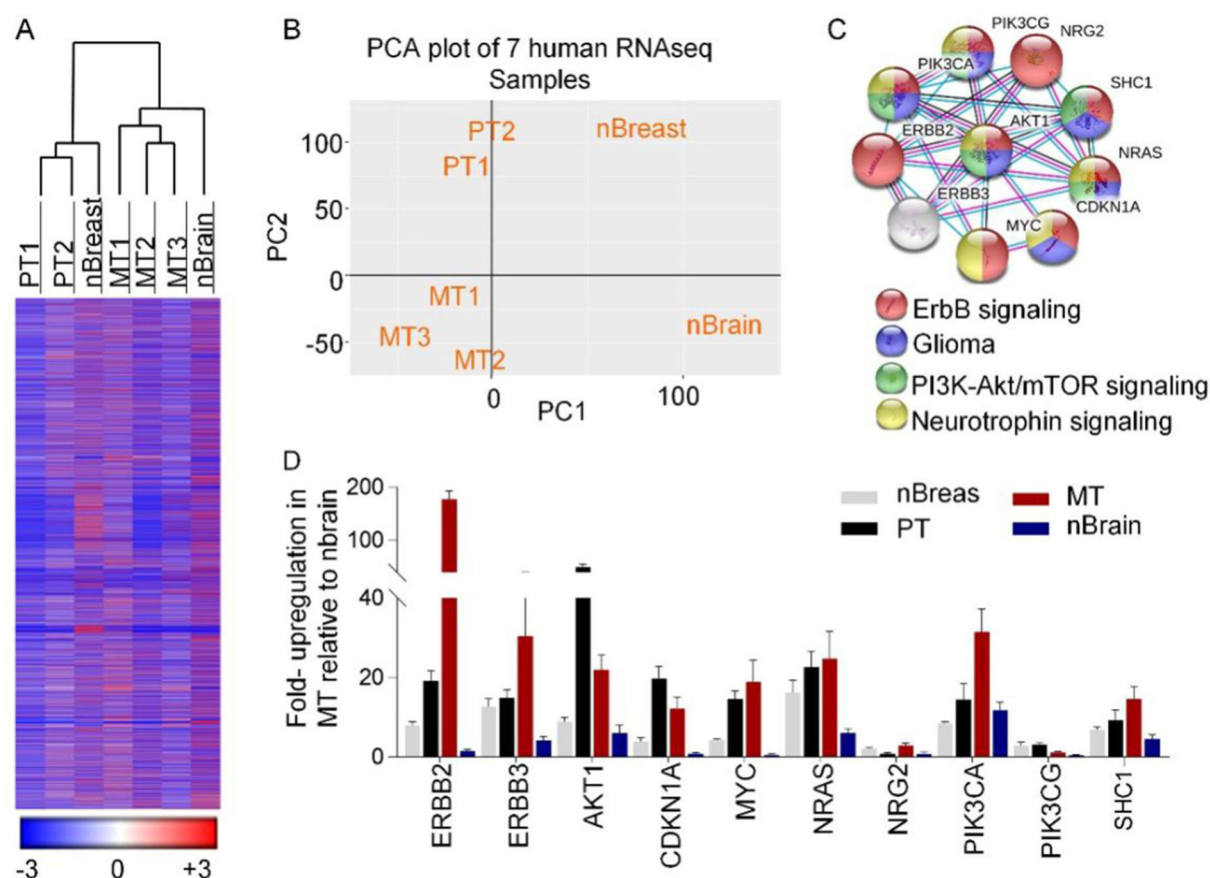 A
PT1
PT2
nBreast
MT1
MT2
MT3
nBrain
-3
0
+3
B
PCA plot of 7 human RNAseq
Samples
PC2
100
50
0
-50
PT2
nBreast
PT1
MT1
MT3
nBrain
MT2
0
100
PC1
C
PIK3CG
NRG2
PIK3CA
SHC1
ERBB2
AKT1
NRAS
ERBB3
CDKN1A
MYC
ErbB signaling
Glioma
PI3K-Akt/mTOR signaling
Neurotrophin signaling
D
Fold- upregulation in
MT relative to nbrain
200
100
40
20
0
nBreas
MT
PT
nBrain
ERBB2
ERBB3
AKT1
CDKN1A
MYC
NRAS
NRG2
PIK3CA
PIK3CG
SHC1